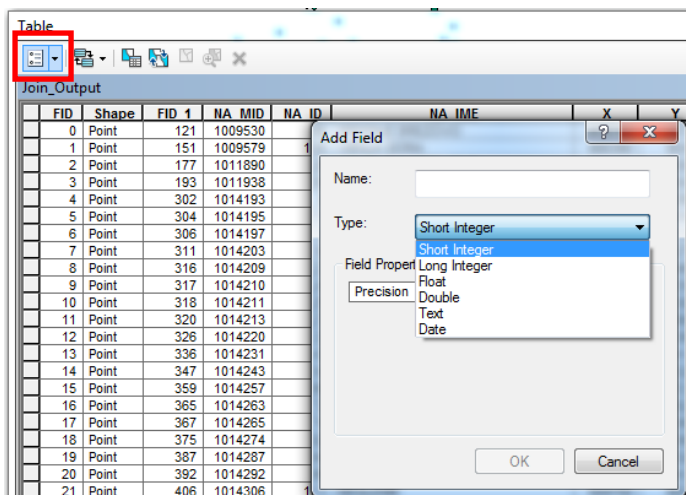 Table
Join_Output
FID Shape FID_1 NA_MID NA_ID NA_IME X Y
0 Point 121 1009530
1 Point 151 1009579 1
2 Point 177 1011890
3 Point 193 1011938
4 Point 302 1014193
5 Point 304 1014195
6 Point 306 1014197
7 Point 311 1014203
8 Point 316 1014209
9 Point 317 1014210
10 Point 318 1014211
11 Point 320 1014213
12 Point 326 1014220
13 Point 336 1014231
14 Point 347 1014243
15 Point 359 1014257
16 Point 365 1014263
17 Point 367 1014265
18 Point 375 1014274
19 Point 387 1014287
20 Point 392 1014292
21 Point 406 1014306 1
Add Field
Name:
Type: Short Integer
Short Integer
Long Integer
Float
Double
Text
Date
Field Propert
Precision
OK Cancel